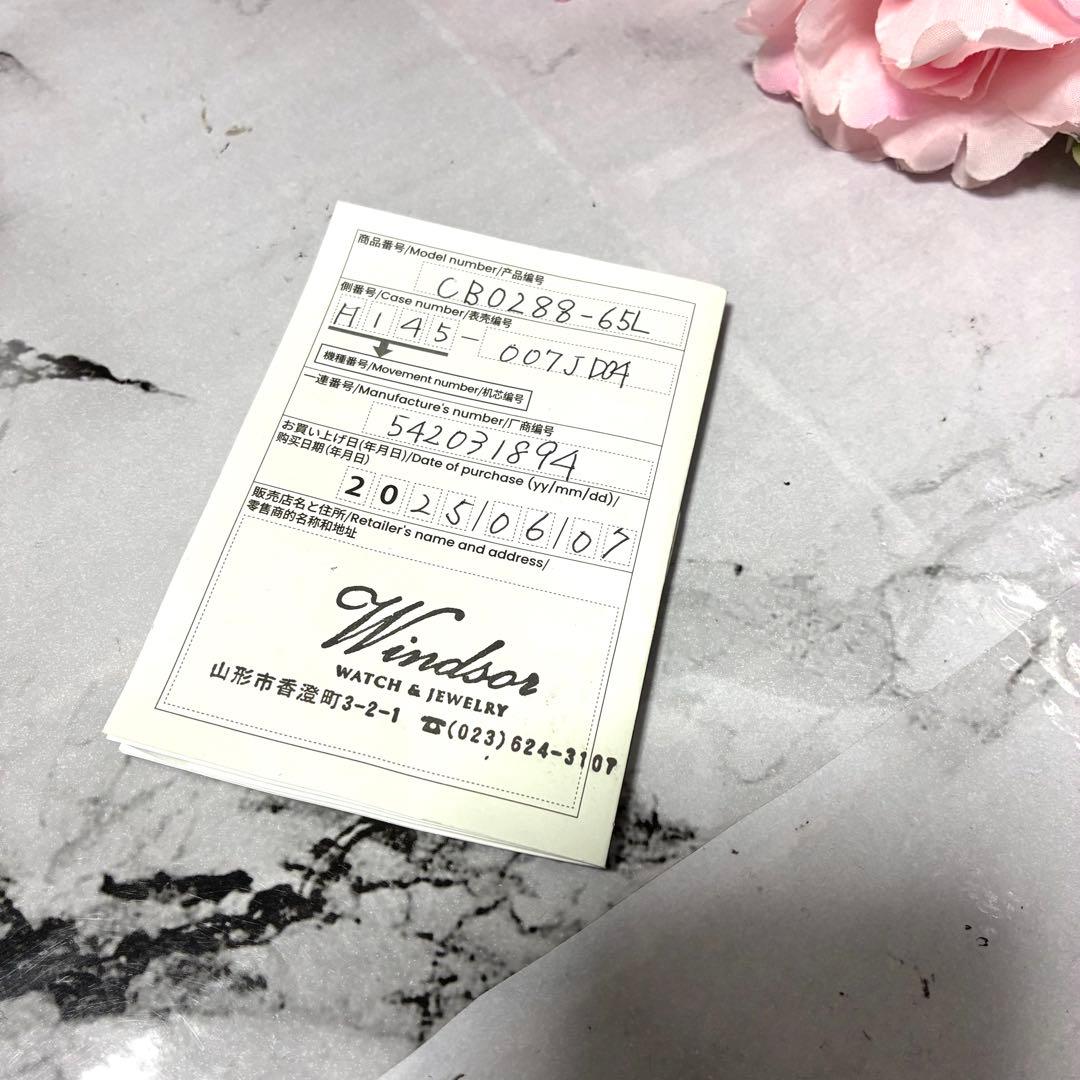 商品番号/Model number/产品编号
CB0288-65L
側番号/Case number/表壳编号
H145-007JD04
機種番号/Movement number/机芯编号
一連番号/Manufacture's number/厂商编号
542031894
お買い上げ日(年月日)/Date of purchase (yy/mm/dd)/
购买日期(年月日)
2025/06/07
販売店名と住所/Retailer's name and address/
零售商的名称和地址
Windsor
WATCH & JEWELRY
山形市香澄町3-2-1 ☎(023)624-3107